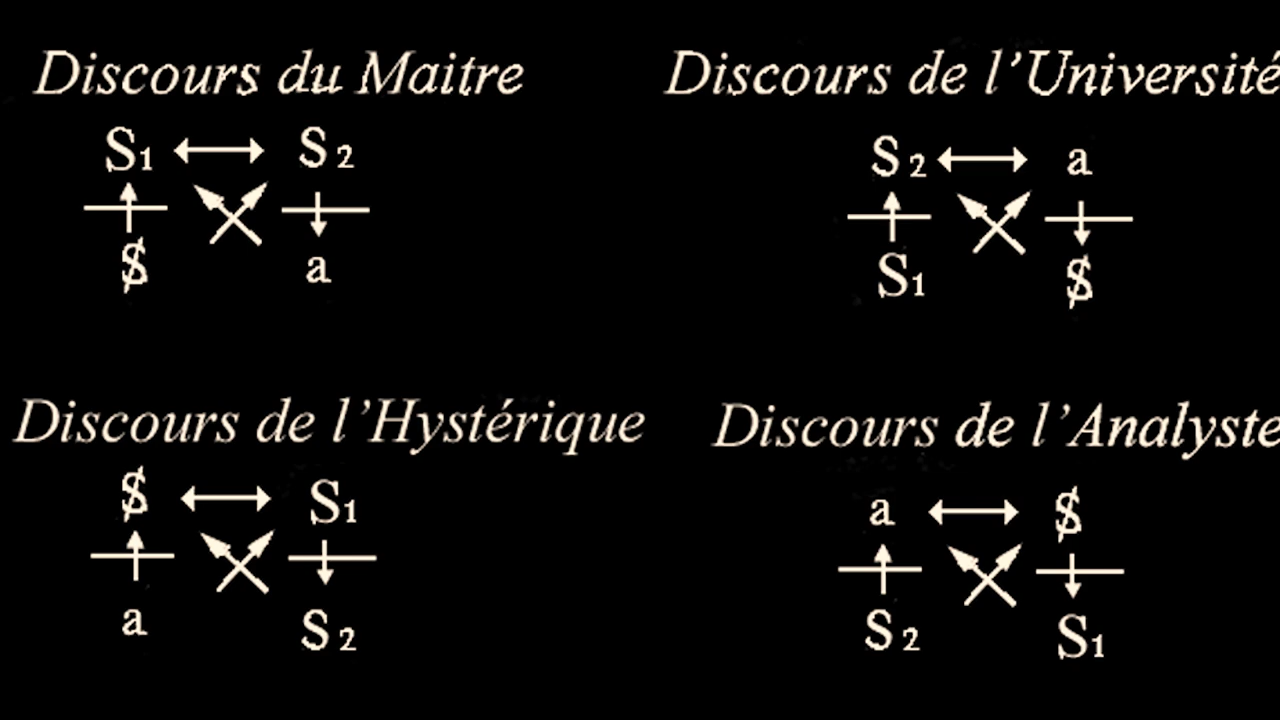 Discours du Maitre
S1 ↔ S2
$ a
Discours de l’Université
S2 ↔ a
S1 $
Discours de l’Hystérique
$ ↔ S1
a S2
Discours de l’Analyste
a ↔ $
S2 S1